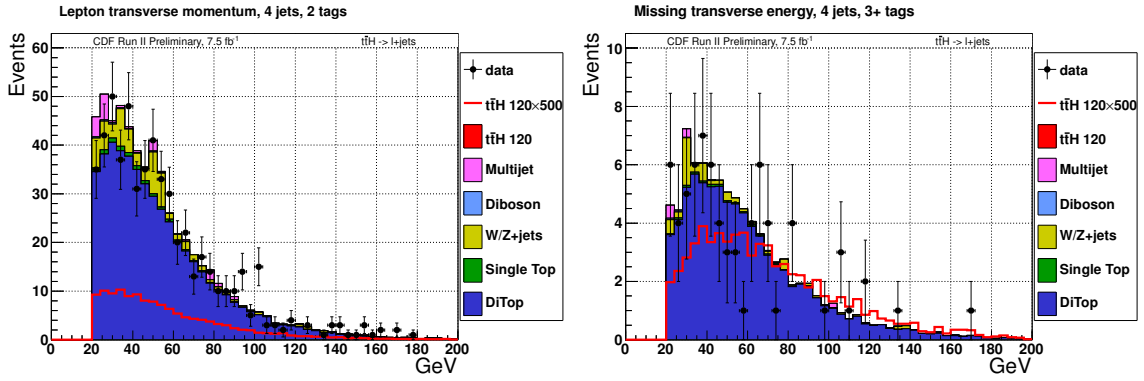 Lepton transverse momentum, 4 jets, 2 tags
CDF Run II Preliminary, 7.5 fb⁻¹
tt̄H -> l+jets
Events
60
50
40
30
20
10
0
0 20 40 60 80 100 120 140 160 180 200
GeV
data
tt̄H 120×500
tt̄H 120
Multijet
Diboson
W/Z+jets
Single Top
DiTop
Missing transverse energy, 4 jets, 3+ tags
CDF Run II Preliminary, 7.5 fb⁻¹
tt̄H -> l+jets
Events
10
8
6
4
2
0
0 20 40 60 80 100 120 140 160 180 200
GeV
data
tt̄H 120×500
tt̄H 120
Multijet
Diboson
W/Z+jets
Single Top
DiTop